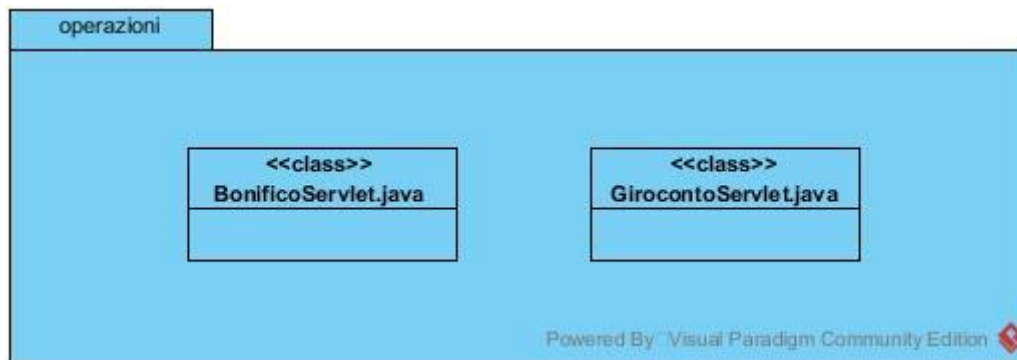 operazioni
<<class>>
BonificoServlet.java
<<class>>
GirocontoServlet.java
Powered By Visual Paradigm Community Edition